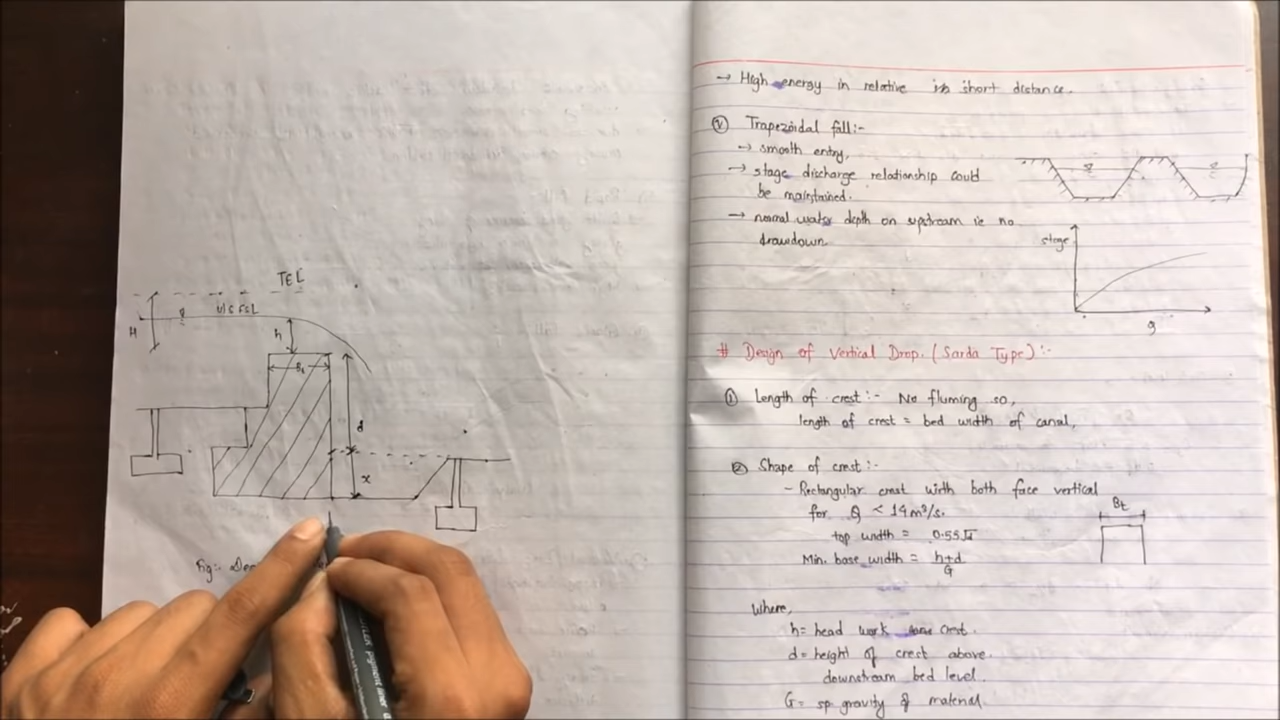 TEL
U/S FSL
H
h
Bt
d
x
Fig:-
→ High energy in relative in short distance.
② Trapezoidal fall:-
→ smooth entry,
→ stage discharge relationship could
be maintained.
→ normal water depth on upstream ie no
drawdown.
stage
Q
# Design of Vertical Drop. (Sarda Type):-
① Length of crest:- No fluming so,
length of crest = bed width of canal,
② Shape of crest:-
- Rectangular crest with both face vertical
for Q < 14m³/s.
top width = 0.55√d
Min. base width = h+d
G
Bt
Where,
h= head work crest.
d= height of crest above
downstream bed level.
G= sp. gravity of material.